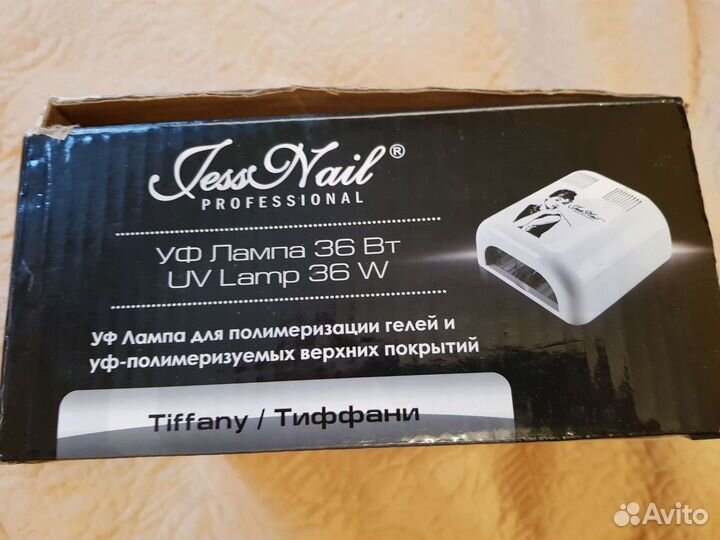 JessNail®
PROFESSIONAL
УФ Лампа 36 Вт
UV Lamp 36 W
УФ Лампа для полимеризации гелей и
уф-полимеризуемых верхних покрытий
Tiffany / Тиффани
JessNail
Avito